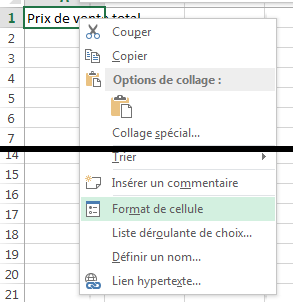 1 Prix de vente total
2 Couper
3 Copier
4 Options de collage :
5
6
7 Collage spécial...
14 Trier
15
16 Insérer un commentaire
17
18 Format de cellule
19 Liste déroulante de choix...
20 Définir un nom...
21 Lien hypertexte...